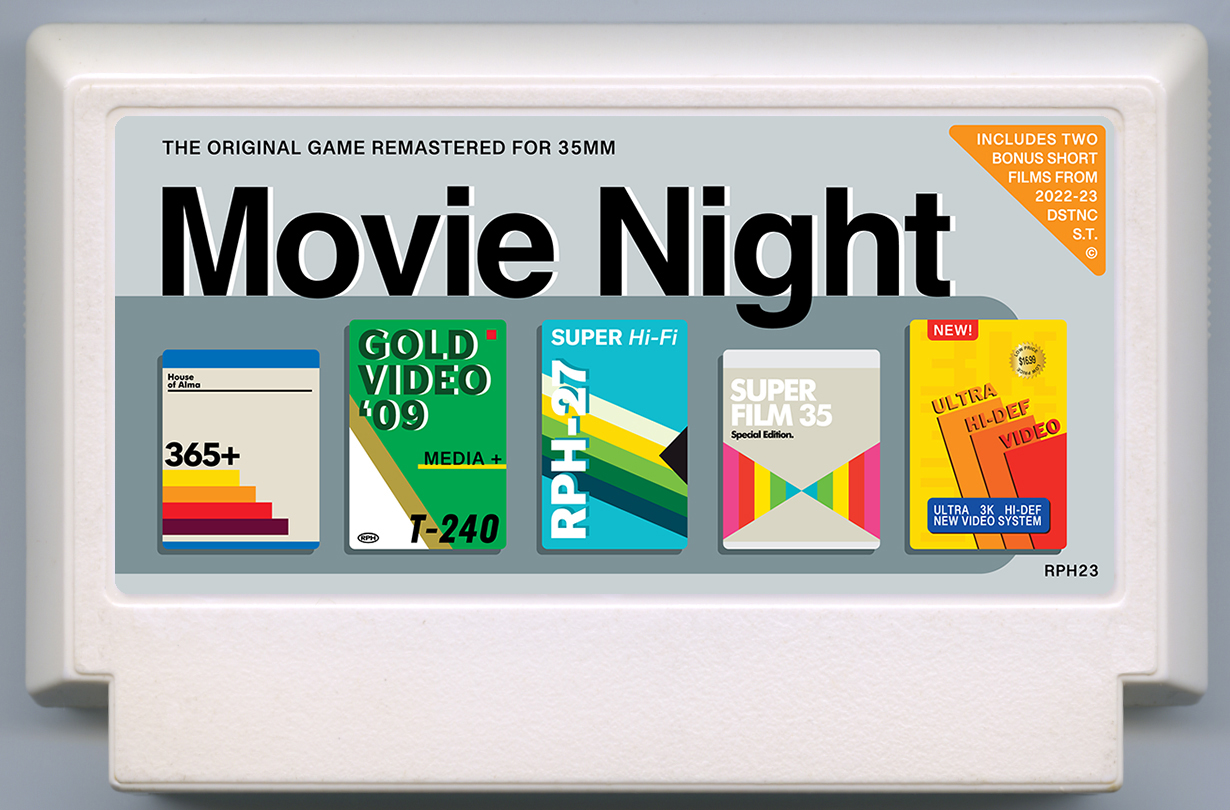 THE ORIGINAL GAME REMASTERED FOR 35MM
INCLUDES TWO
BONUS SHORT
FILMS FROM
2022-23
DSTNC
S.T.
©
Movie Night
House
of Alma
365+
GOLD
VIDEO
‘09
MEDIA +
T-240
RPH
SUPER Hi-Fi
RPH-27
SUPER
FILM 35
Special Edition.
NEW!
LOW PRICE
$16.99
LOW PRICE
ULTRA
HI-DEF
VIDEO
ULTRA 3K HI-DEF
NEW VIDEO SYSTEM
RPH23